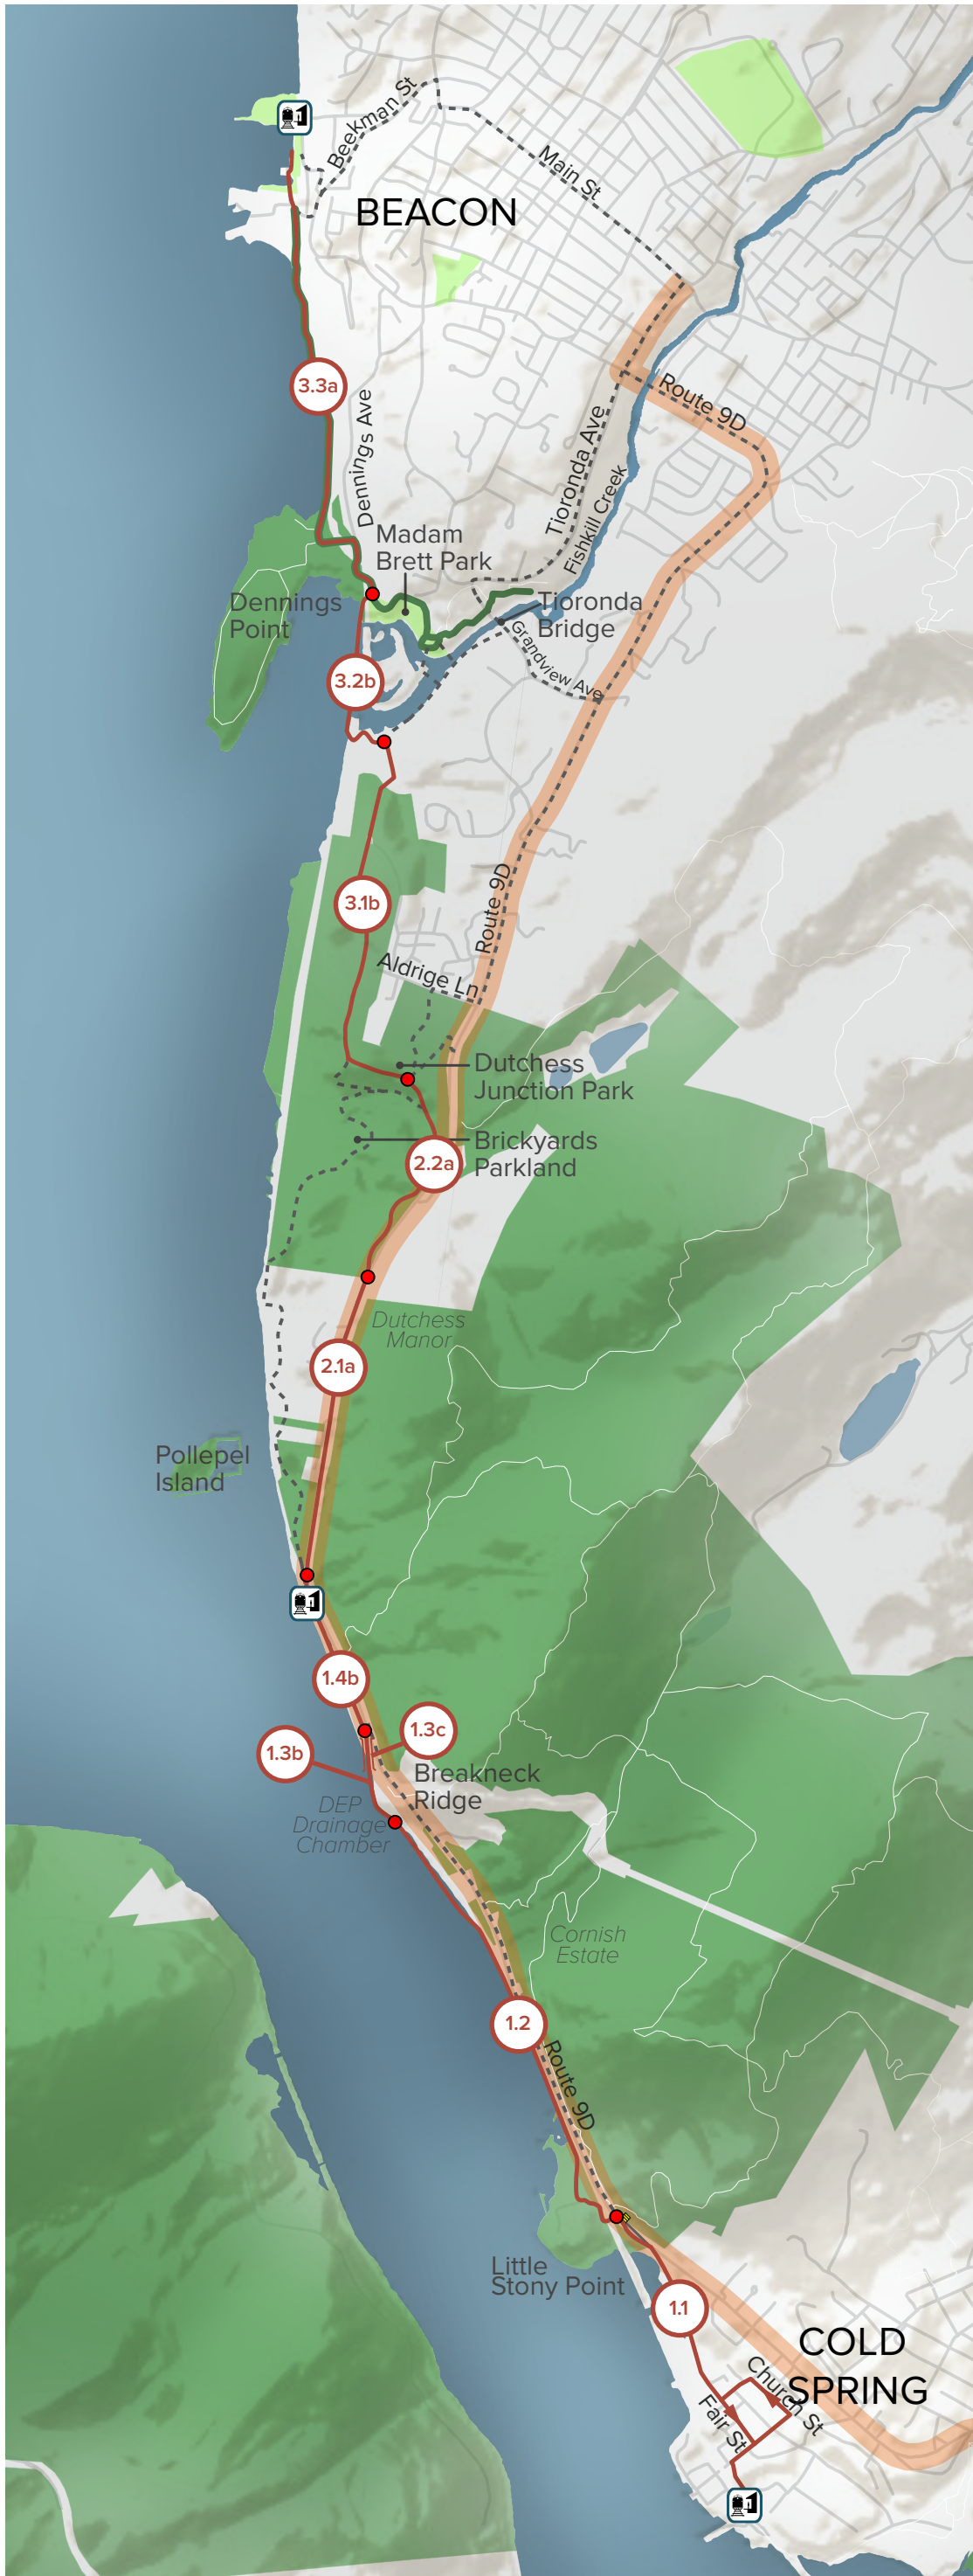 Beekman St
Main St
BEACON
3.3a
Route 9D
Dennings Ave
Tioronda Ave
Fishkill Creek
Madam
Brett Park
Dennings
Point
Tioronda
Bridge
Grandview Ave
3.2b
3.1b
Route 9D
Aldrige Ln
Dutchess
Junction Park
Brickyards
Parkland
2.2a
Dutchess
Manor
2.1a
Pollepel
Island
1.4b
1.3c
1.3b
Breakneck
Ridge
DEP
Drainage
Chamber
Cornish
Estate
1.2
Route 9D
Little
Stony Point
1.1
COLD
SPRING
Church St
Fair St